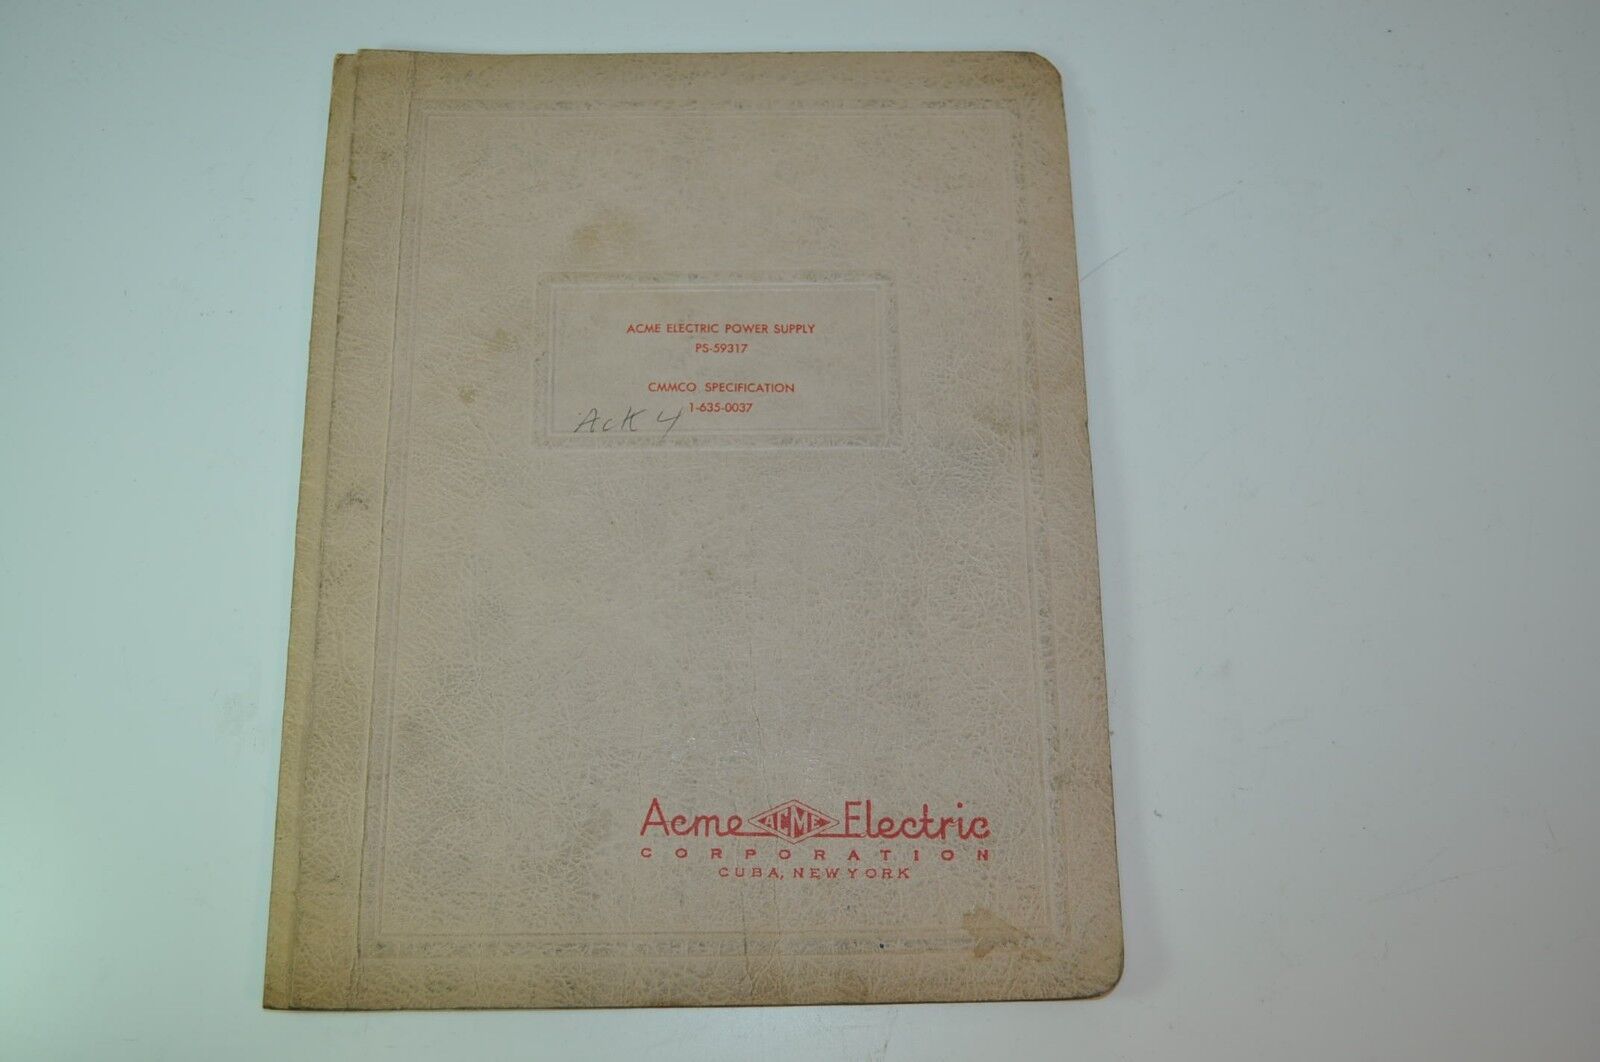 ACME ELECTRIC POWER SUPPLY
PS-59317
CMMCO SPECIFICATION
1-635-0037
Ack 4
Acme ACME Electric
CORPORATION
CUBA, NEW YORK